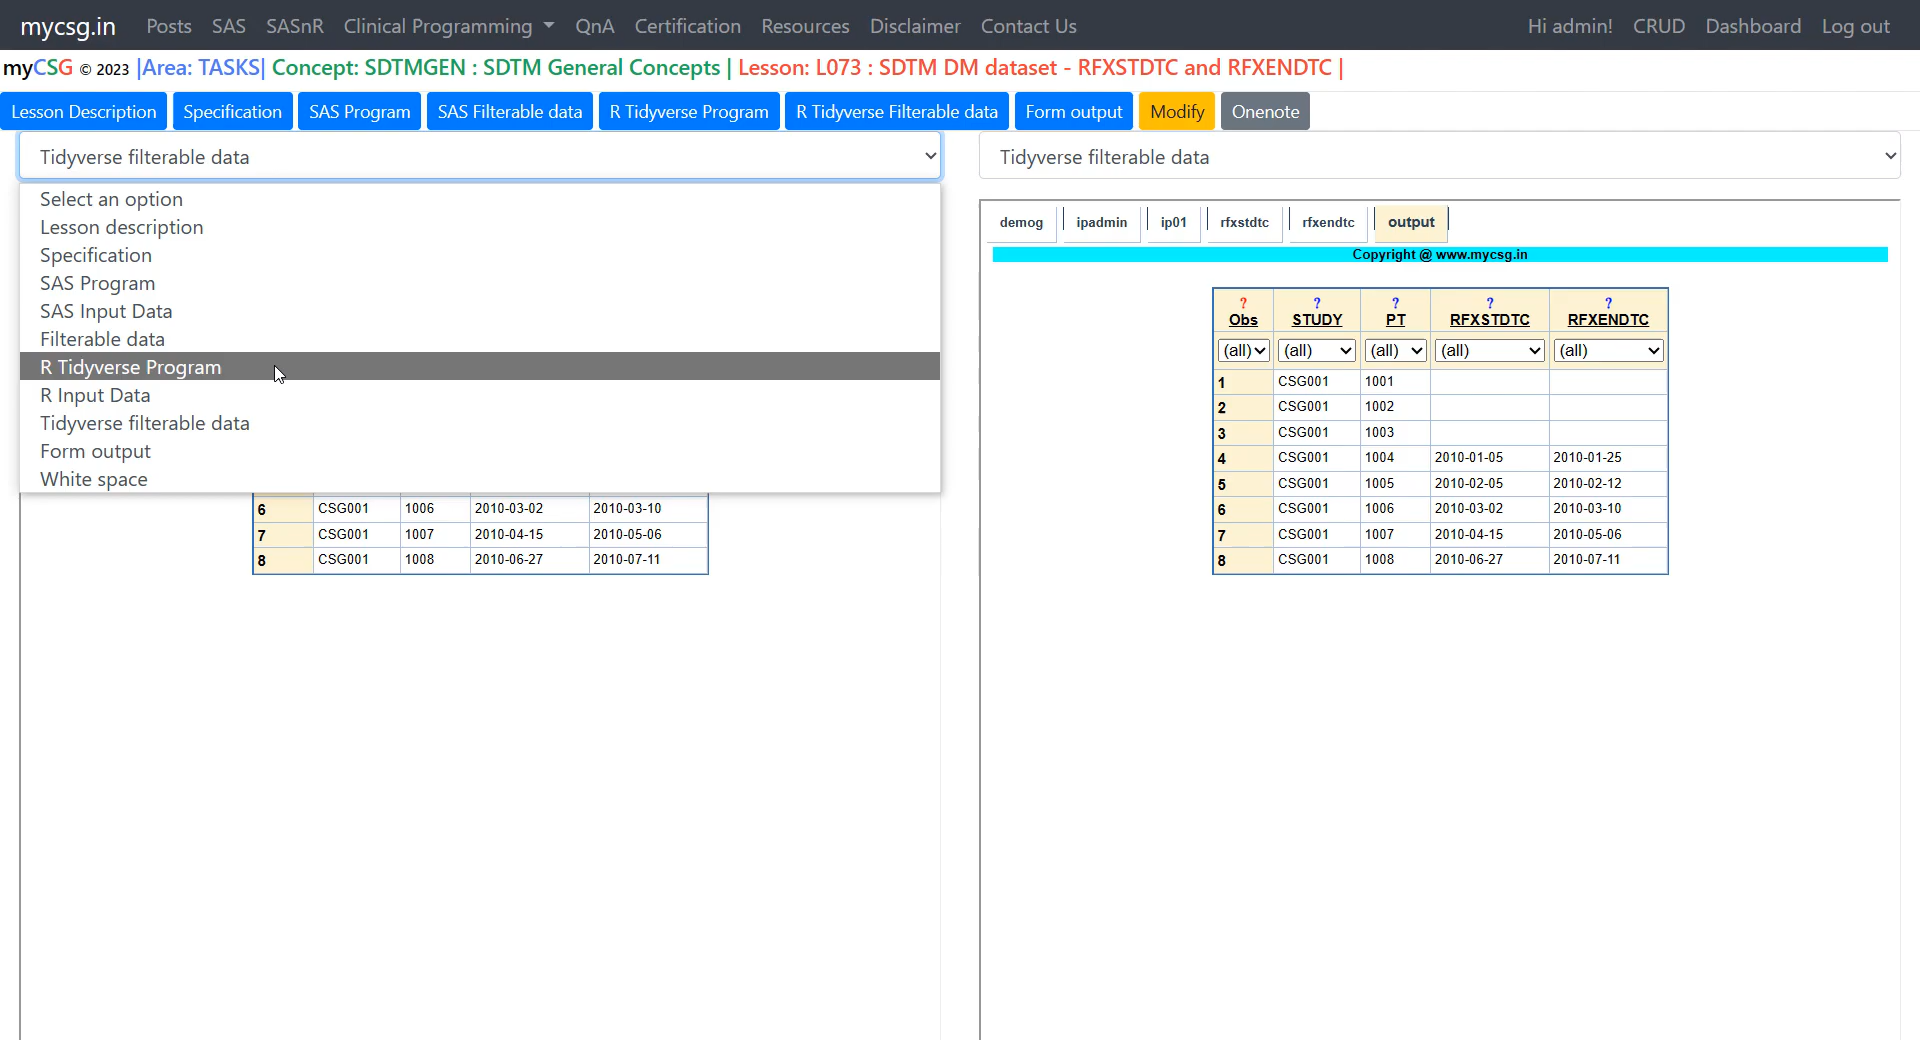 mycsg.in Posts SAS SASnR Clinical Programming QnA Certification Resources Disclaimer Contact Us Hi admin! CRUD Dashboard Log out
myCSG © 2023 |Area: TASKS| Concept: SDTMGEN : SDTM General Concepts | Lesson: L073 : SDTM DM dataset - RFXSTDTC and RFXENDTC |
Lesson Description Specification SAS Program SAS Filterable data R Tidyverse Program R Tidyverse Filterable data Form output Modify Onenote
Tidyverse filterable data
Select an option
Lesson description
Specification
SAS Program
SAS Input Data
Filterable data
R Tidyverse Program
R Input Data
Tidyverse filterable data
Form output
White space
6 CSG001 1006 2010-03-02 2010-03-10
7 CSG001 1007 2010-04-15 2010-05-06
8 CSG001 1008 2010-06-27 2010-07-11
Tidyverse filterable data
demog ipadmin ip01 rfxstdtc rfxendtc output
Copyright @ www.mycsg.in
? ? ? ? ?
Obs STUDY PT RFXSTDTC RFXENDTC
(all) (all) (all) (all) (all)
1 CSG001 1001
2 CSG001 1002
3 CSG001 1003
4 CSG001 1004 2010-01-05 2010-01-25
5 CSG001 1005 2010-02-05 2010-02-12
6 CSG001 1006 2010-03-02 2010-03-10
7 CSG001 1007 2010-04-15 2010-05-06
8 CSG001 1008 2010-06-27 2010-07-11